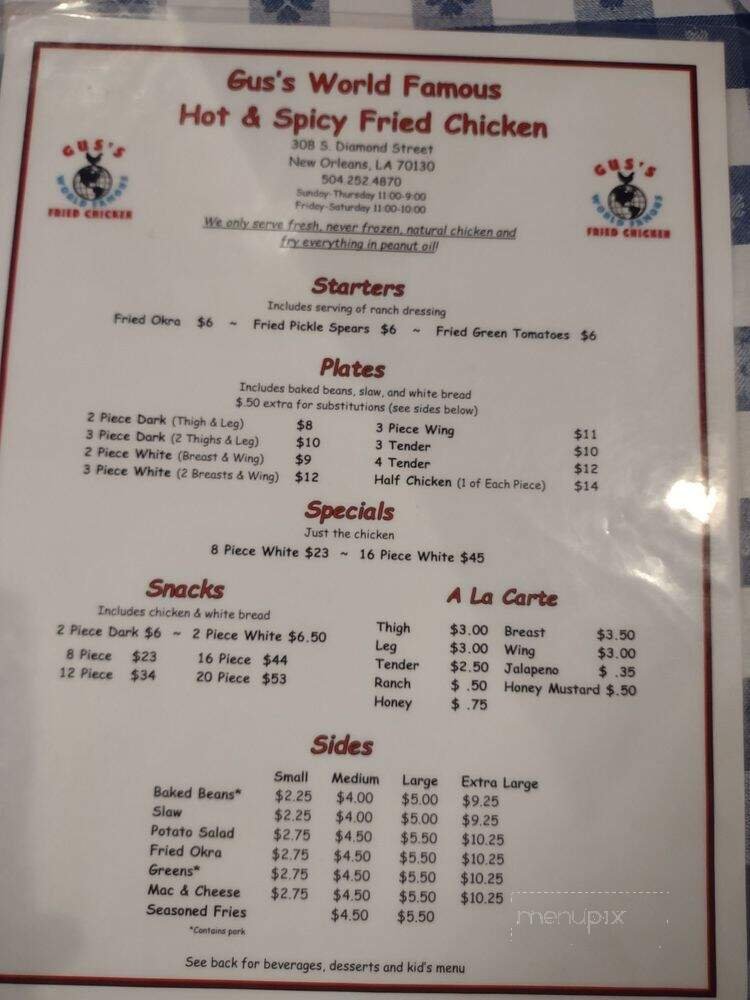 Gus's World Famous
Hot & Spicy Fried Chicken
308 S. Diamond Street
New Orleans, LA 70130
504.252.4870
Sunday-Thursday 11:00-9:00
Friday-Saturday 11:00-10:00
GUS'S
WORLD FAMOUS
FRIED CHICKEN
GUS'S
WORLD FAMOUS
FRIED CHICKEN
We only serve fresh, never frozen, natural chicken and
fry everything in peanut oil!
Starters
Includes serving of ranch dressing
Fried Okra $6 ~ Fried Pickle Spears $6 ~ Fried Green Tomatoes $6
Plates
Includes baked beans, slaw, and white bread
$.50 extra for substitutions (see sides below)
2 Piece Dark (Thigh & Leg) $8
3 Piece Dark (2 Thighs & Leg) $10
2 Piece White (Breast & Wing) $9
3 Piece White (2 Breasts & Wing) $12
3 Piece Wing $11
3 Tender $10
4 Tender $12
Half Chicken (1 of Each Piece) $14
Specials
Just the chicken
8 Piece White $23 ~ 16 Piece White $45
Snacks
Includes chicken & white bread
2 Piece Dark $6 ~ 2 Piece White $6.50
8 Piece $23 16 Piece $44
12 Piece $34 20 Piece $53
A La Carte
Thigh $3.00 Breast $3.50
Leg $3.00 Wing $3.00
Tender $2.50 Jalapeno $ .35
Ranch $ .50 Honey Mustard $.50
Honey $ .75
Sides
Small Medium Large Extra Large
Baked Beans* $2.25 $4.00 $5.00 $9.25
Slaw $2.25 $4.00 $5.00 $9.25
Potato Salad $2.75 $4.50 $5.50 $10.25
Fried Okra $2.75 $4.50 $5.50 $10.25
Greens* $2.75 $4.50 $5.50 $10.25
Mac & Cheese $2.75 $4.50 $5.50 $10.25
Seasoned Fries $4.50 $5.50
*Contains pork
See back for beverages, desserts and kid's menu
menupix